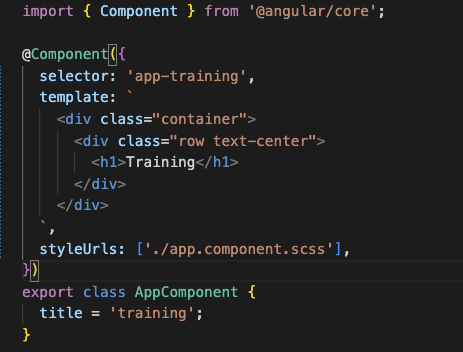 import { Component } from '@angular/core';
@Component({
  selector: 'app-training',
  template: `
    <div class="container">
      <div class="row text-center">
        <h1>Training</h1>
      </div>
    </div>
  `,
  styleUrls: ['./app.component.scss'],
})
export class AppComponent {
  title = 'training';
}